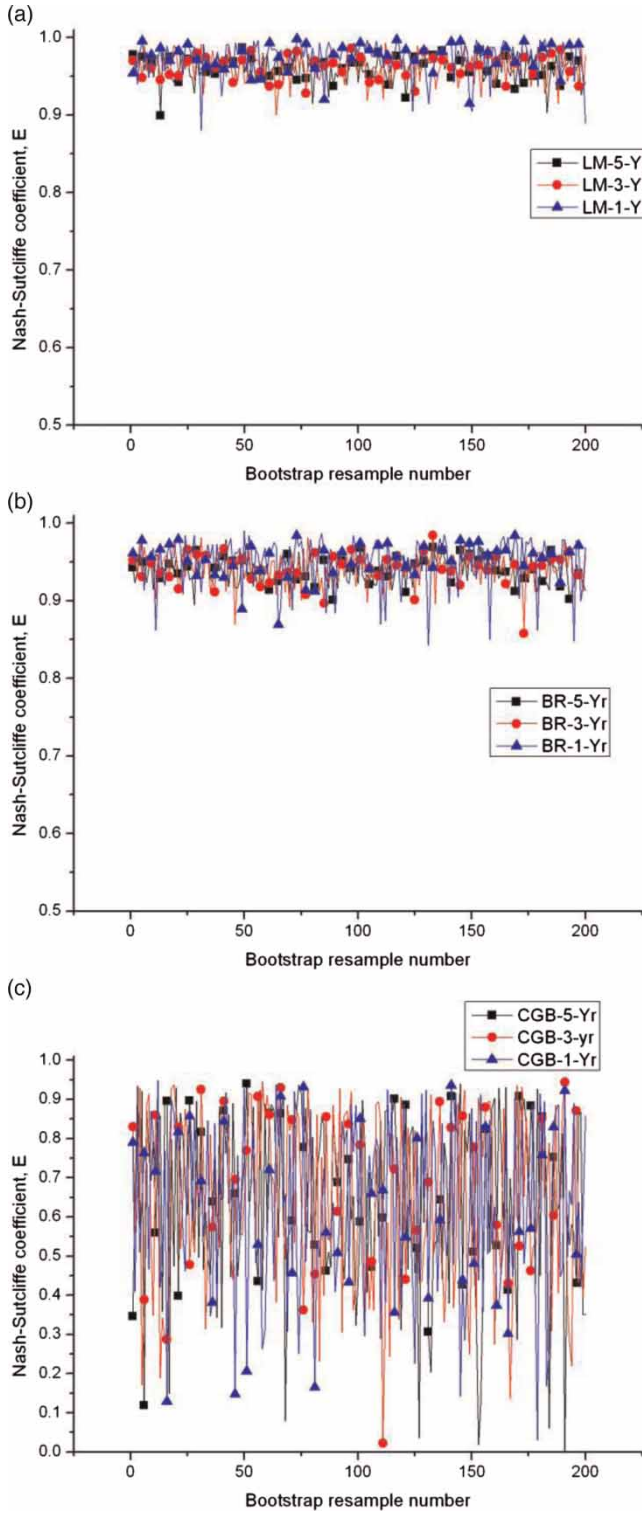 (a)
1.0
0.9
0.8
0.7
0.6
0.5
Nash-Sutcliffe coefficient, E
LM-5-Y
LM-3-Y
LM-1-Y
0
50
100
150
200
Bootstrap resample number
(b)
1.0
0.9
0.8
0.7
0.6
0.5
Nash-Sutcliffe coefficient, E
BR-5-Yr
BR-3-Yr
BR-1-Yr
0
50
100
150
200
Bootstrap resample number
(c)
CGB-5-Yr
CGB-3-yr
CGB-1-Yr
1.0
0.9
0.8
0.7
0.6
0.5
0.4
0.3
0.2
0.1
0.0
Nash-Sutcliffe coefficient, E
0
50
100
150
200
Bootstrap resample number